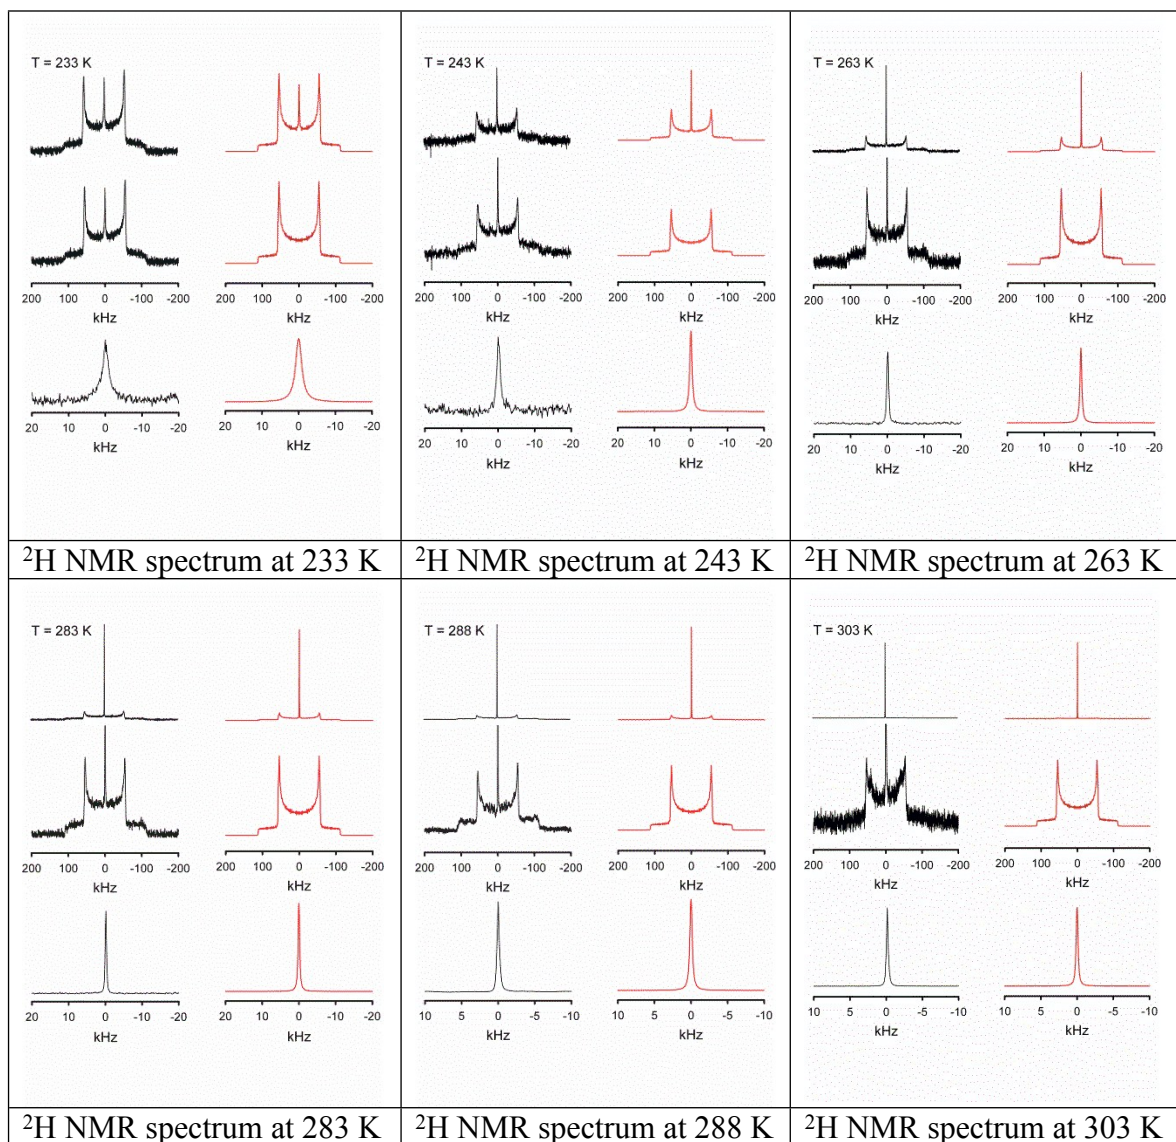 T = 233 K
200 100 0 -100 -200 200 100 0 -100 -200
kHz kHz
20 10 0 -10 -20 20 10 0 -10 -20
kHz kHz
²H NMR spectrum at 233 K
T = 243 K
200 100 0 -100 -200 200 100 0 -100 -200
kHz kHz
20 10 0 -10 -20 20 10 0 -10 -20
kHz kHz
²H NMR spectrum at 243 K
T = 263 K
200 100 0 -100 -200 200 100 0 -100 -200
kHz kHz
20 10 0 -10 -20 20 10 0 -10 -20
kHz kHz
²H NMR spectrum at 263 K
T = 283 K
200 100 0 -100 -200 200 100 0 -100 -200
kHz kHz
20 10 0 -10 -20 20 10 0 -10 -20
kHz kHz
²H NMR spectrum at 283 K
T = 288 K
200 100 0 -100 -200 200 100 0 -100 -200
kHz kHz
10 5 0 -5 -10 10 5 0 -5 -10
kHz kHz
²H NMR spectrum at 288 K
T = 303 K
200 100 0 -100 -200 200 100 0 -100 -200
kHz kHz
10 5 0 -5 -10 10 5 0 -5 -10
kHz kHz
²H NMR spectrum at 303 K